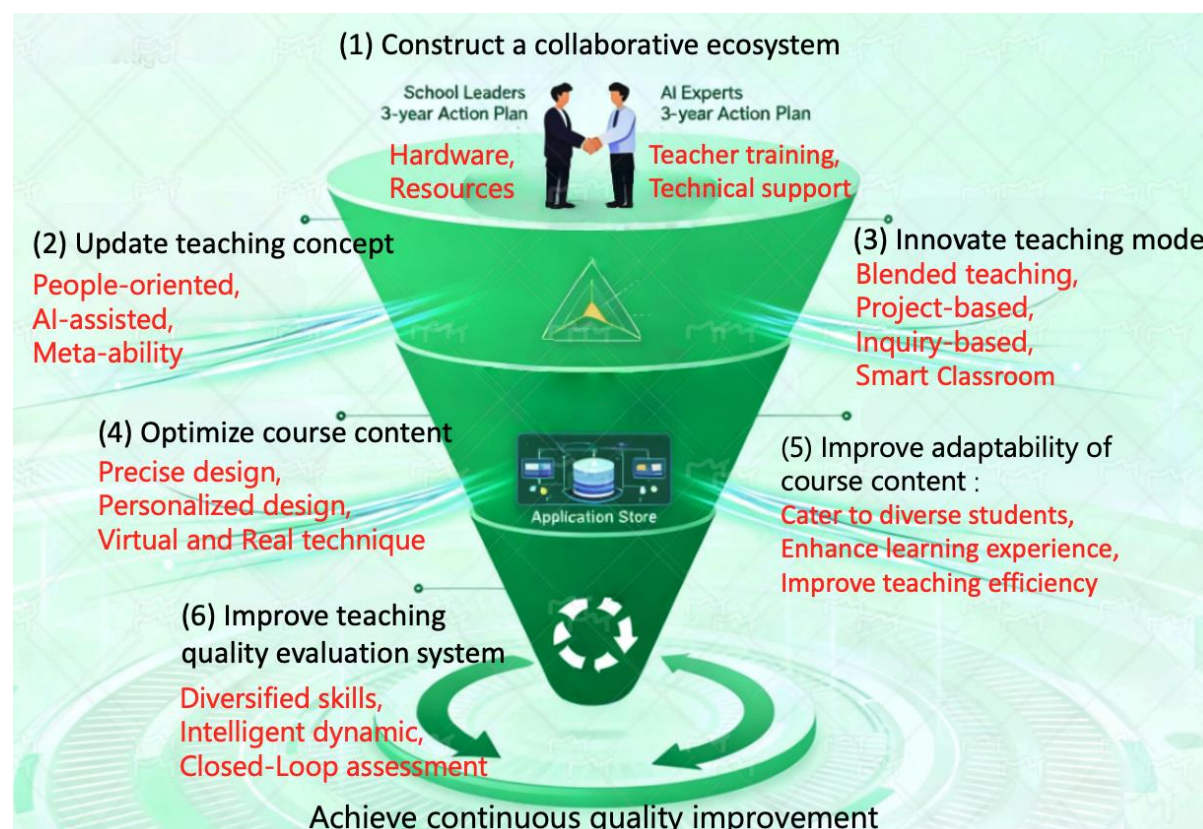 (1) Construct a collaborative ecosystem
School Leaders
3-year Action Plan
AI Experts
3-year Action Plan
Hardware,
Resources
Teacher training,
Technical support
(2) Update teaching concept
People-oriented,
AI-assisted,
Meta-ability
(3) Innovate teaching mode
Blended teaching,
Project-based,
Inquiry-based,
Smart Classroom
(4) Optimize course content
Precise design,
Personalized design,
Virtual and Real technique
Application Store
(5) Improve adaptability of
course content :
Cater to diverse students,
Enhance learning experience,
Improve teaching efficiency
(6) Improve teaching
quality evaluation system
Diversified skills,
Intelligent dynamic,
Closed-Loop assessment
Achieve continuous quality improvement